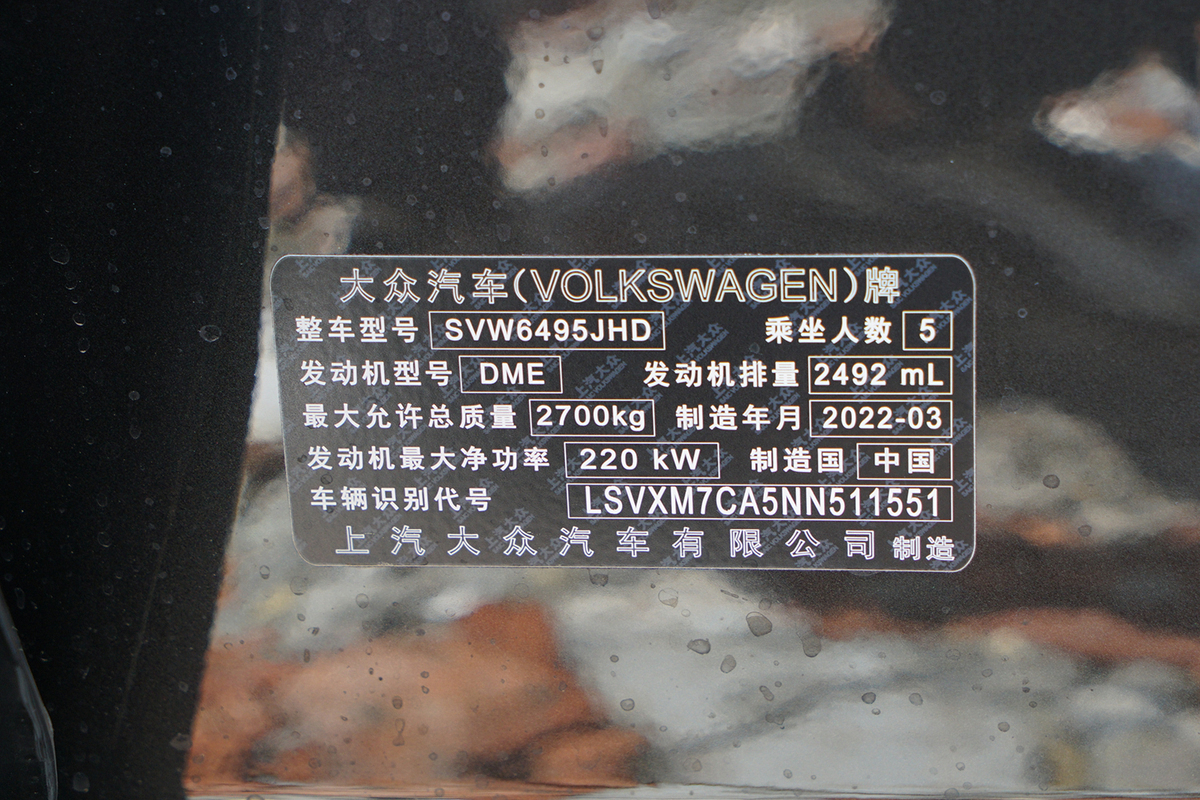 大众汽车(VOLKSWAGEN)牌
整车型号 SVW6495JHD 乘坐人数 5
发动机型号 DME 发动机排量 2492 mL
最大允许总质量 2700kg 制造年月 2022-03
发动机最大净功率 220 kW 制造国 中国
车辆识别代号 LSVXM7CA5NN511551
上汽大众汽车有限公司 制造